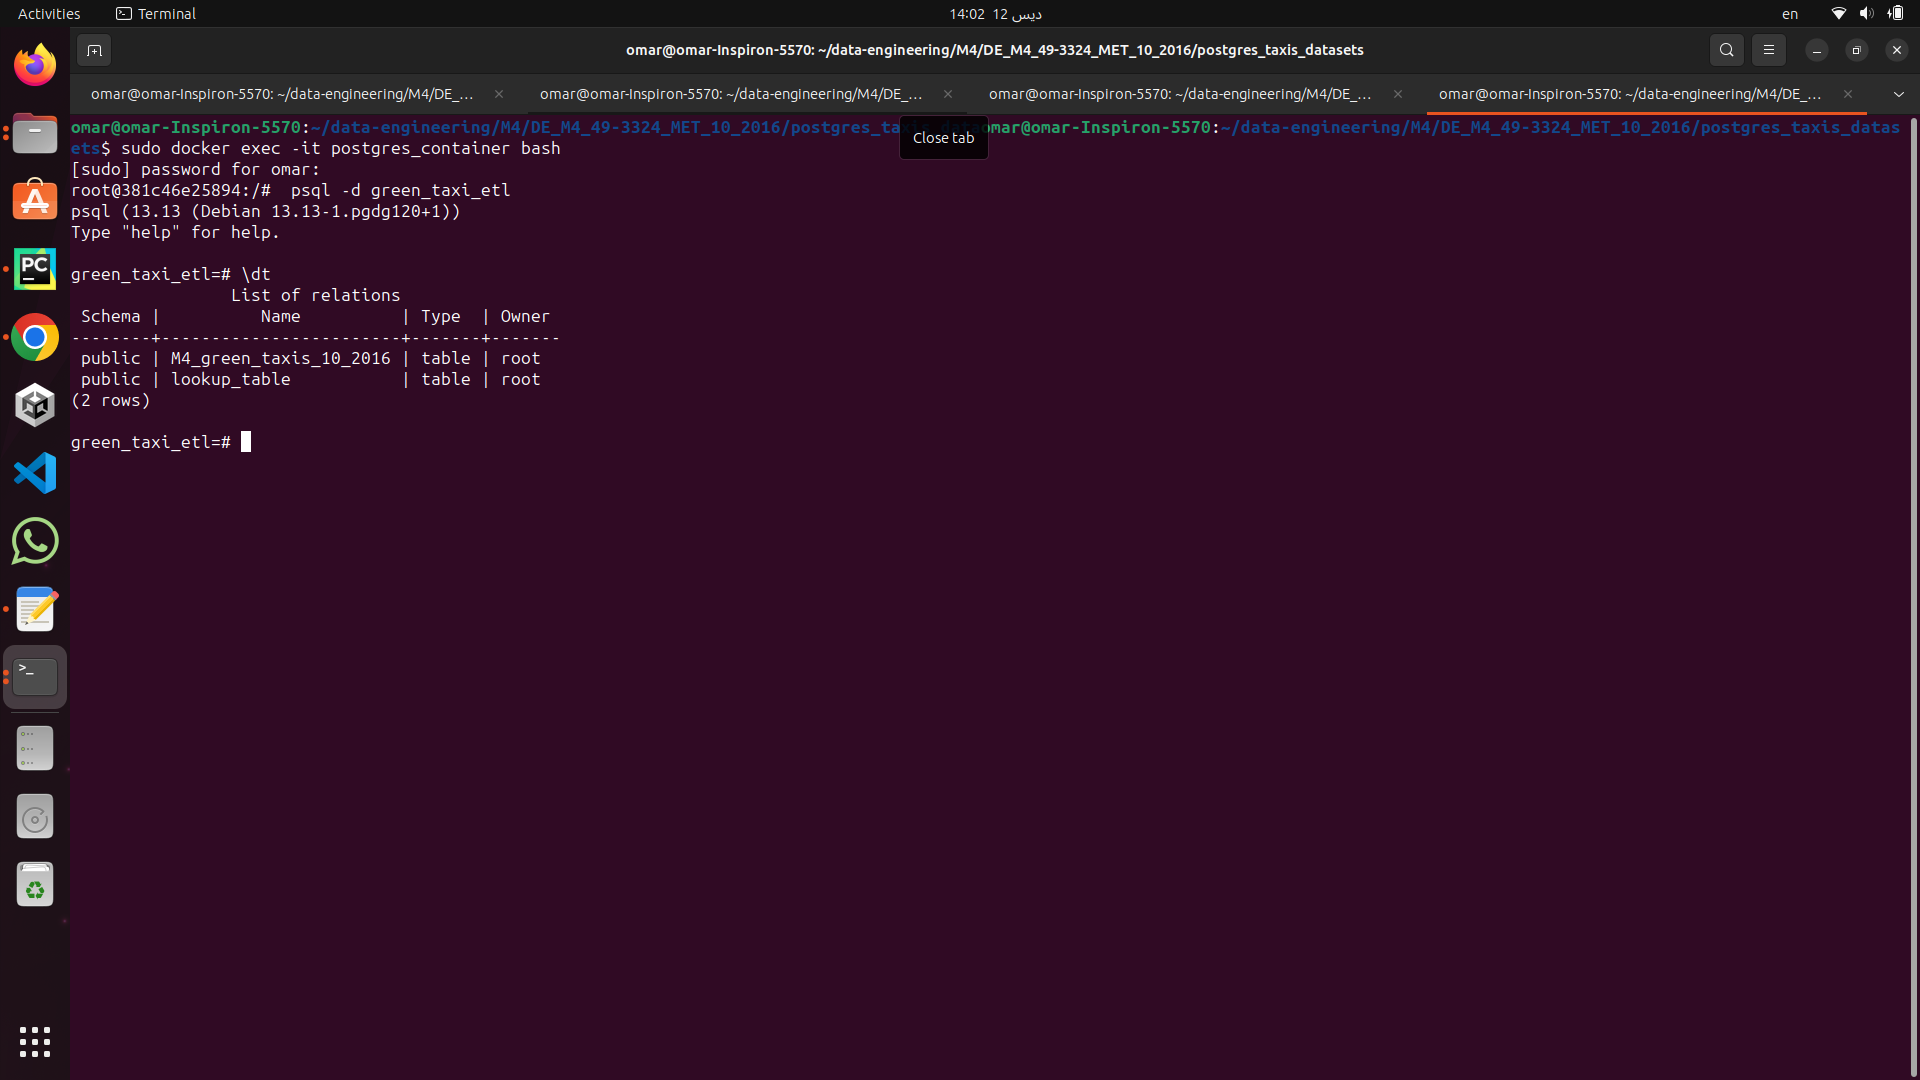 Activities Terminal 14:02 12 ديس en
omar@omar-Inspiron-5570: ~/data-engineering/M4/DE_M4_49-3324_MET_10_2016/postgres_taxis_datasets
omar@omar-Inspiron-5570: ~/data-engineering/M4/DE_... omar@omar-Inspiron-5570: ~/data-engineering/M4/DE_... omar@omar-Inspiron-5570: ~/data-engineering/M4/DE_... omar@omar-Inspiron-5570: ~/data-engineering/M4/DE_...
omar@omar-Inspiron-5570:~/data-engineering/M4/DE_M4_49-3324_MET_10_2016/postgres_taxis_dataomar@omar-Inspiron-5570:~/data-engineering/M4/DE_M4_49-3324_MET_10_2016/postgres_taxis_datas
Close tab
ets$ sudo docker exec -it postgres_container bash
[sudo] password for omar:
root@381c46e25894:/#  psql -d green_taxi_etl
psql (13.13 (Debian 13.13-1.pgdg120+1))
Type "help" for help.
green_taxi_etl=# \dt
List of relations
Schema |          Name          | Type  | Owner
--------+------------------------+-------+-------
public | M4_green_taxis_10_2016 | table | root
public | lookup_table           | table | root
(2 rows)
green_taxi_etl=#
PC
>_